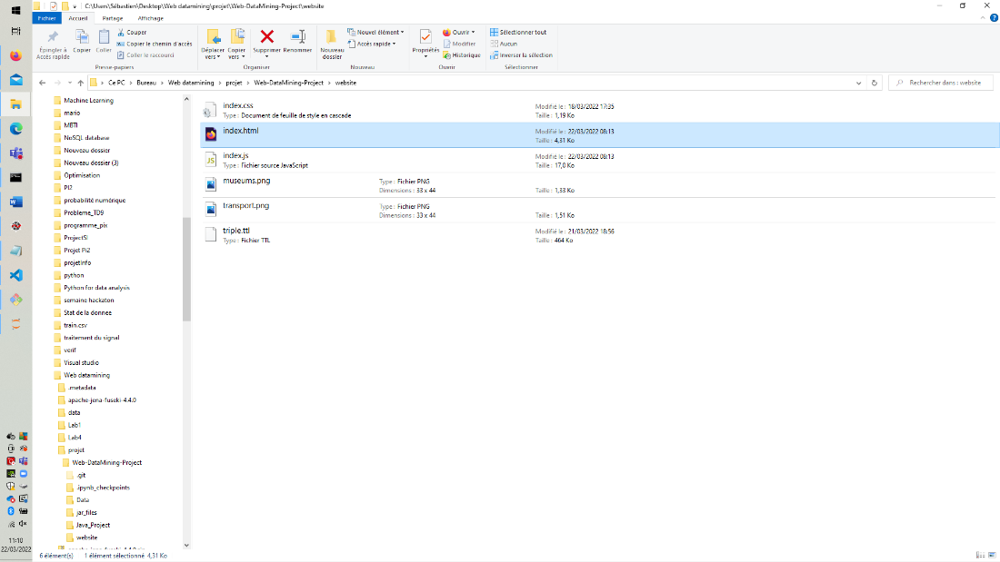 C:\Users\Sébastien\Desktop\Web datamining\projet\Web-DataMining-Project\website
Fichier Accueil Partage Affichage
Épingler à Accès rapide
Copier
Coller
Couper
Copier le chemin d'accès
Coller le raccourci
Presse-papiers
Déplacer vers
Copier vers
Supprimer
Renommer
Organiser
Nouveau dossier
Nouvel élément
Accès rapide
Nouveau
Propriétés
Ouvrir
Modifier
Historique
Ouvrir
Sélectionner tout
Aucun
Inverser la sélection
Sélectionner
Ce PC > Bureau > Web datamining > projet > Web-DataMining-Project > website
Rechercher dans : website
Machine Learning
mario
MBTI
NoSQL database
Nouveau dossier
Nouveau dossier (3)
Optimisation
PI2
probabilité numérique
Probleme_TD9
programme_pix
ProjectSI
Projet Pi2
projetInfo
python
Python for data analysis
semaine hackaton
Stat de la donnee
train.csv
traitement du signal
verif
Visual studio
Web datamining
.metadata
apache-jena-fuseki-4.4.0
data
Lab1
Lab4
projet
Web-DataMining-Project
.git
.ipynb_checkpoints
Data
jar_files
Java_Project
website
index.css
Type : Document de feuille de style en cascade
Modifié le : 18/03/2022 17:35
Taille : 1,19 Ko
index.html
Modifié le : 22/03/2022 08:13
Taille : 4,31 Ko
index.js
Type : Fichier source JavaScript
Modifié le : 22/03/2022 08:13
Taille : 17,0 Ko
museums.png
Type : Fichier PNG
Dimensions : 33 x 44
Taille : 1,33 Ko
transport.png
Type : Fichier PNG
Dimensions : 33 x 44
Taille : 1,51 Ko
triple.ttl
Type : Fichier TTL
Modifié le : 21/03/2022 18:56
Taille : 464 Ko
11:10
22/03/2022
6 élément(s) 1 élément sélectionné 4,31 Ko